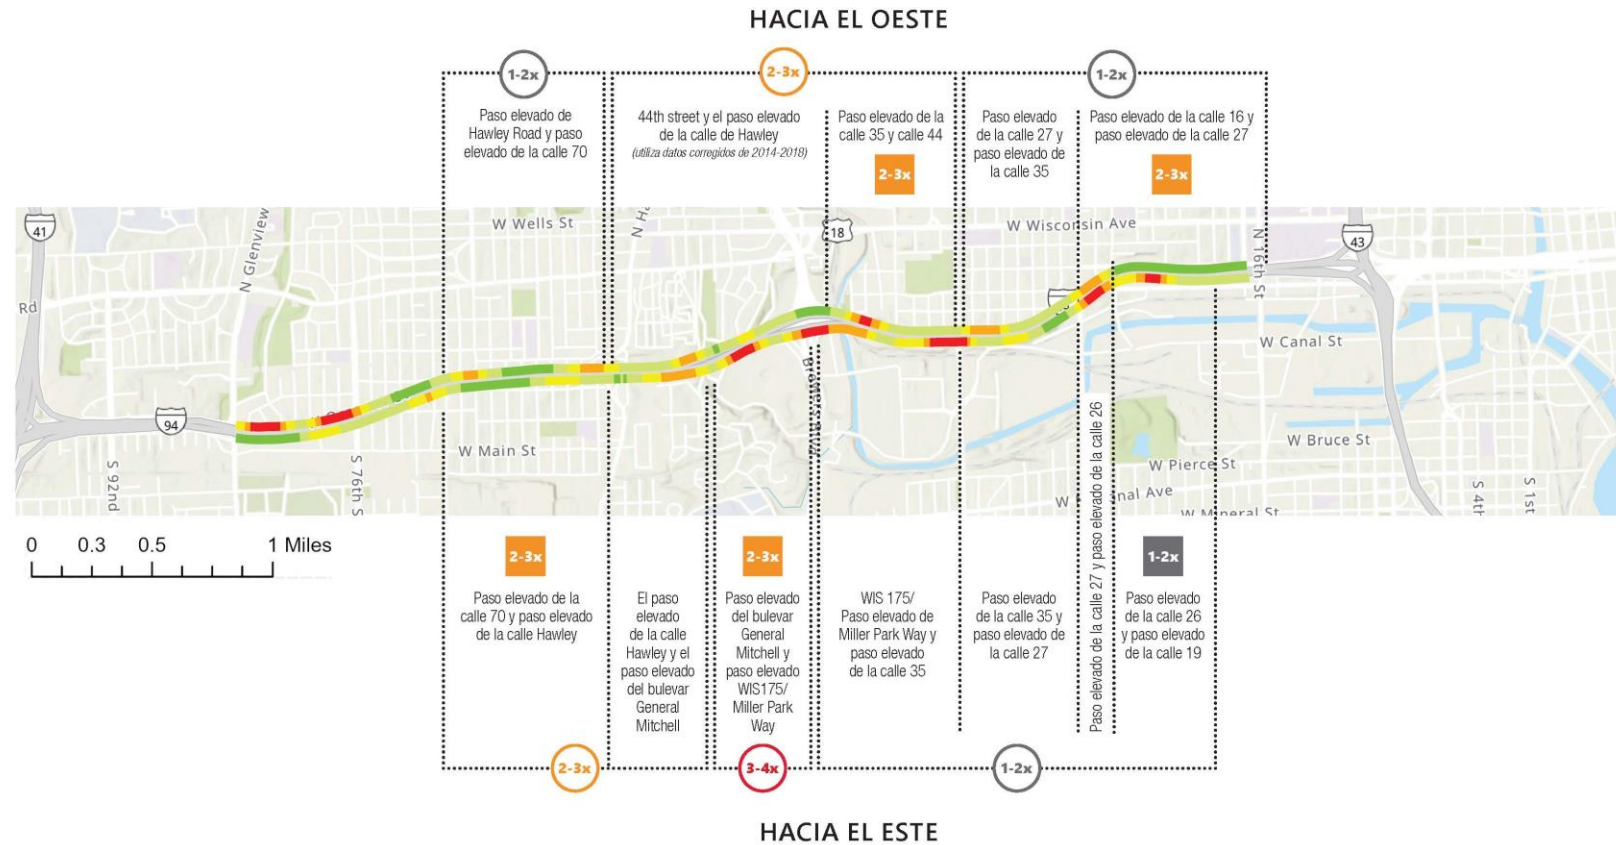 HACIA EL OESTE
1-2x
2-3x
1-2x
Paso elevado de
Hawley Road y paso
elevado de la calle 70
44th street y el paso elevado
de la calle de Hawley
(utiliza datos corregidos de 2014-2018)
Paso elevado de la
calle 35 y calle 44
2-3x
Paso elevado
de la calle 27 y
paso elevado de
la calle 35
Paso elevado de la calle 16 y
paso elevado de la calle 27
2-3x
41
N Glenview
W Wells St
N Ha
18
W Wisconsin Ave
N 16th St
43
Rd
94
S 92nd
S 76th S
W Main St
W Canal St
W Bruce St
W Pierce St
W
nal Ave
W Mineral St
S 4th
S 1st
0
0.3
0.5
1 Miles
2-3x
Paso elevado de la
calle 70 y paso elevado
de la calle Hawley
El paso
elevado
de la calle
Hawley y el
paso elevado
del bulevar
General
Mitchell
2-3x
Paso elevado
del bulevar
General
Mitchell y
paso elevado
WIS175/
Miller Park
Way
WIS 175/
Paso elevado de
Miller Park Way y
paso elevado
de la calle 35
Paso elevado
de la calle 35 y
paso elevado de
la calle 27
Paso elevado de la calle 27 y paso elevado de la calle 26
1-2x
Paso elevado
de la calle 26
y paso elevado
de la calle 19
2-3x
3-4x
1-2x
HACIA EL ESTE